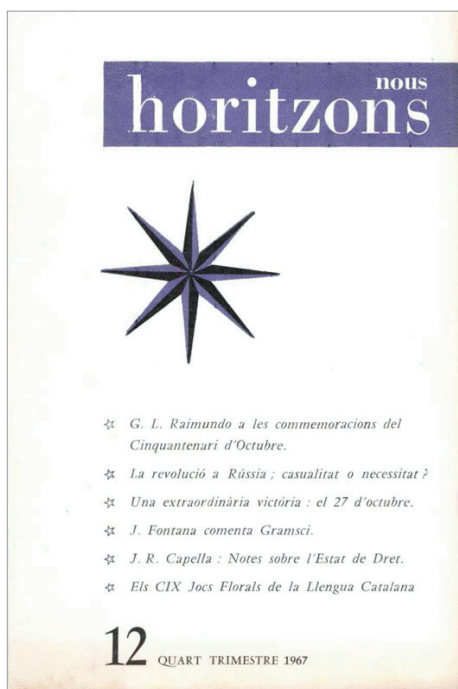 nous
horitzons
☆ G. L. Raimundo a les commemoracions del
Cinquantenari d'Octubre.
☆ La revolució a Rússia ; casualitat o necessitat ?
☆ Una extraordinària victória : el 27 d'octubre.
☆ J. Fontana comenta Gramsci.
☆ J. R. Capella : Notes sobre l'Estat de Dret.
☆ Els CIX Jocs Florals de la Llengua Catalana
12 QUART TRIMESTRE 1967